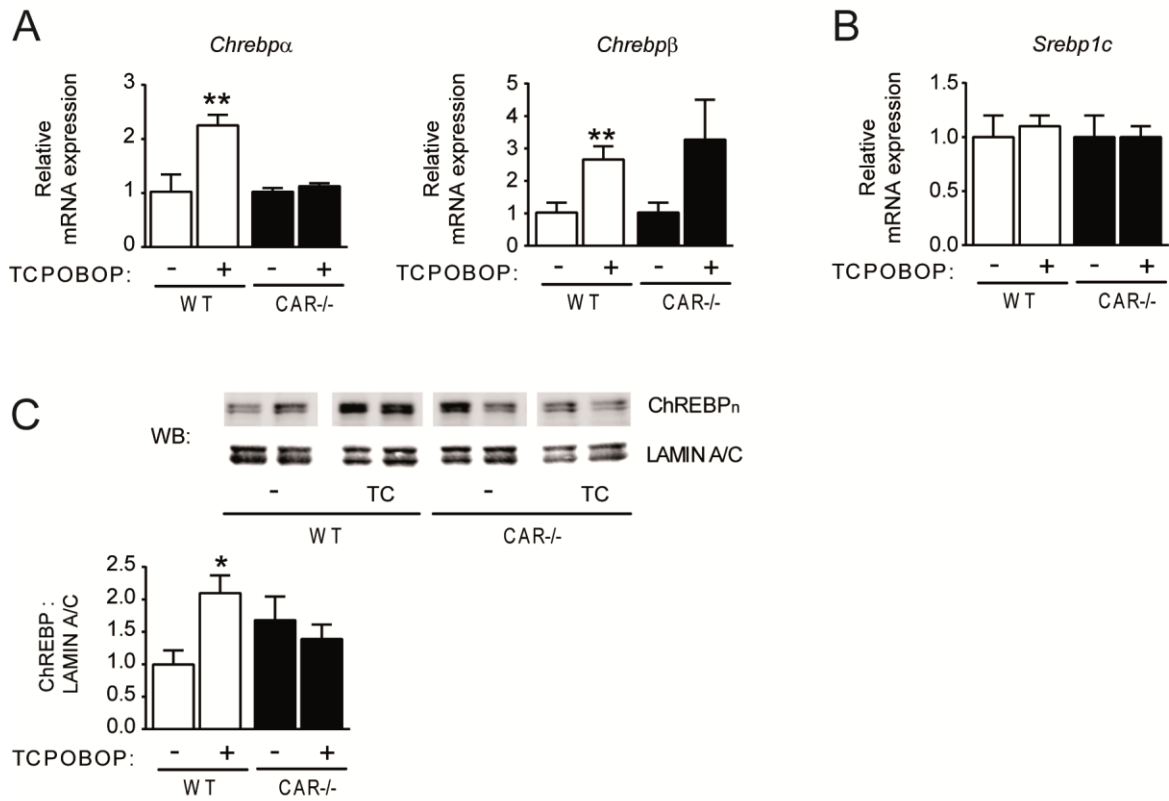 A
Chrebpα
Relative
mRNA expression
3
2
1
0
**
TCPOBOP: - + - +
WT CAR-/-
Chrebpβ
Relative
mRNA expression
5
4
3
2
1
0
**
TCPOBOP: - + - +
WT CAR-/-
B
Srebp1c
Relative
mRNA expression
1.5
1.0
0.5
0.0
TCPOBOP: - + - +
WT CAR-/-
C
WB:
ChREBPn
LAMIN A/C
- TC - TC
WT CAR-/-
ChREBP :
LAMIN A/C
2.5
2.0
1.5
1.0
0.5
0.0
*
TCPOBOP: - + - +
WT CAR-/-